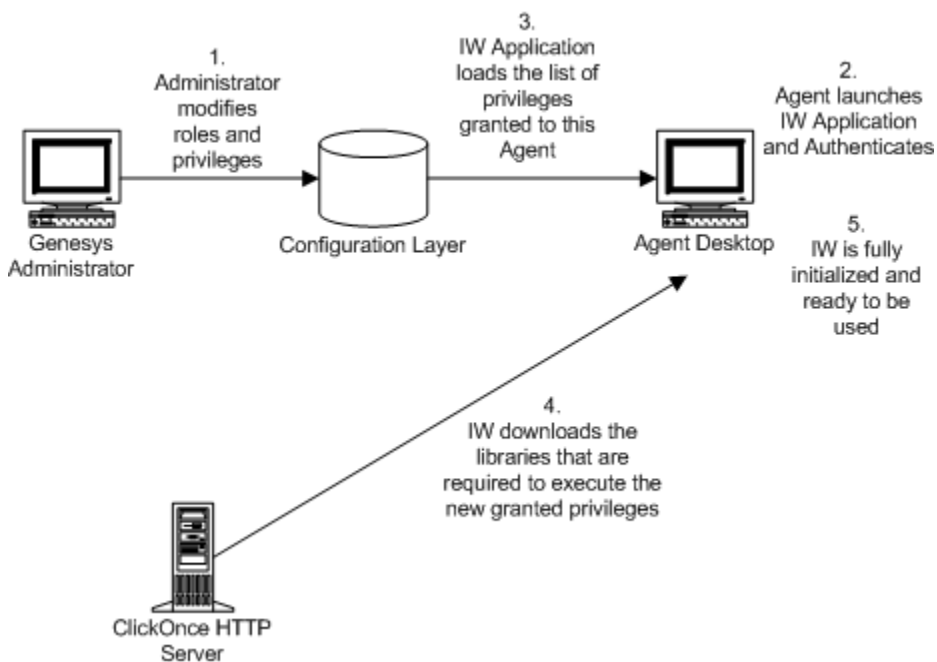 1.
Administrator
modifies
roles and
privileges
3.
IW Application
loads the list of
privileges
granted to this
Agent
2.
Agent launches
IW Application
and Authenticates
Genesys
Administrator
Configuration Layer
Agent Desktop
5.
IW is fully
initialized and
ready to be
used
4.
IW downloads the
libraries that are
required to execute the
new granted privileges
ClickOnce HTTP
Server